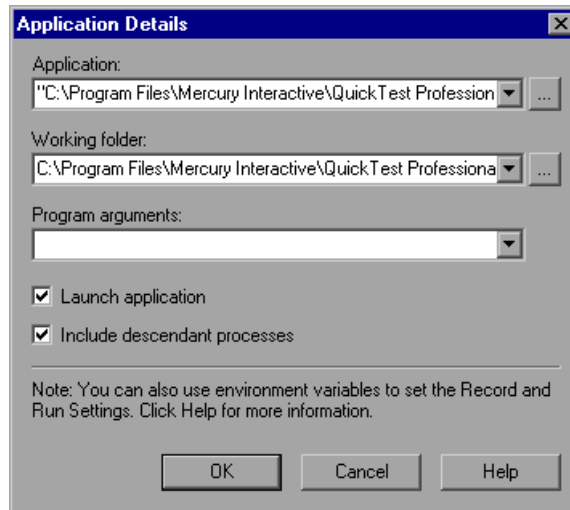 Application Details
Application:
"C:\Program Files\Mercury Interactive\QuickTest Profession
...
Working folder:
C:\Program Files\Mercury Interactive\QuickTest Professiona
...
Program arguments:
Launch application
Include descendant processes
Note: You can also use environment variables to set the Record and
Run Settings. Click Help for more information.
OK Cancel Help